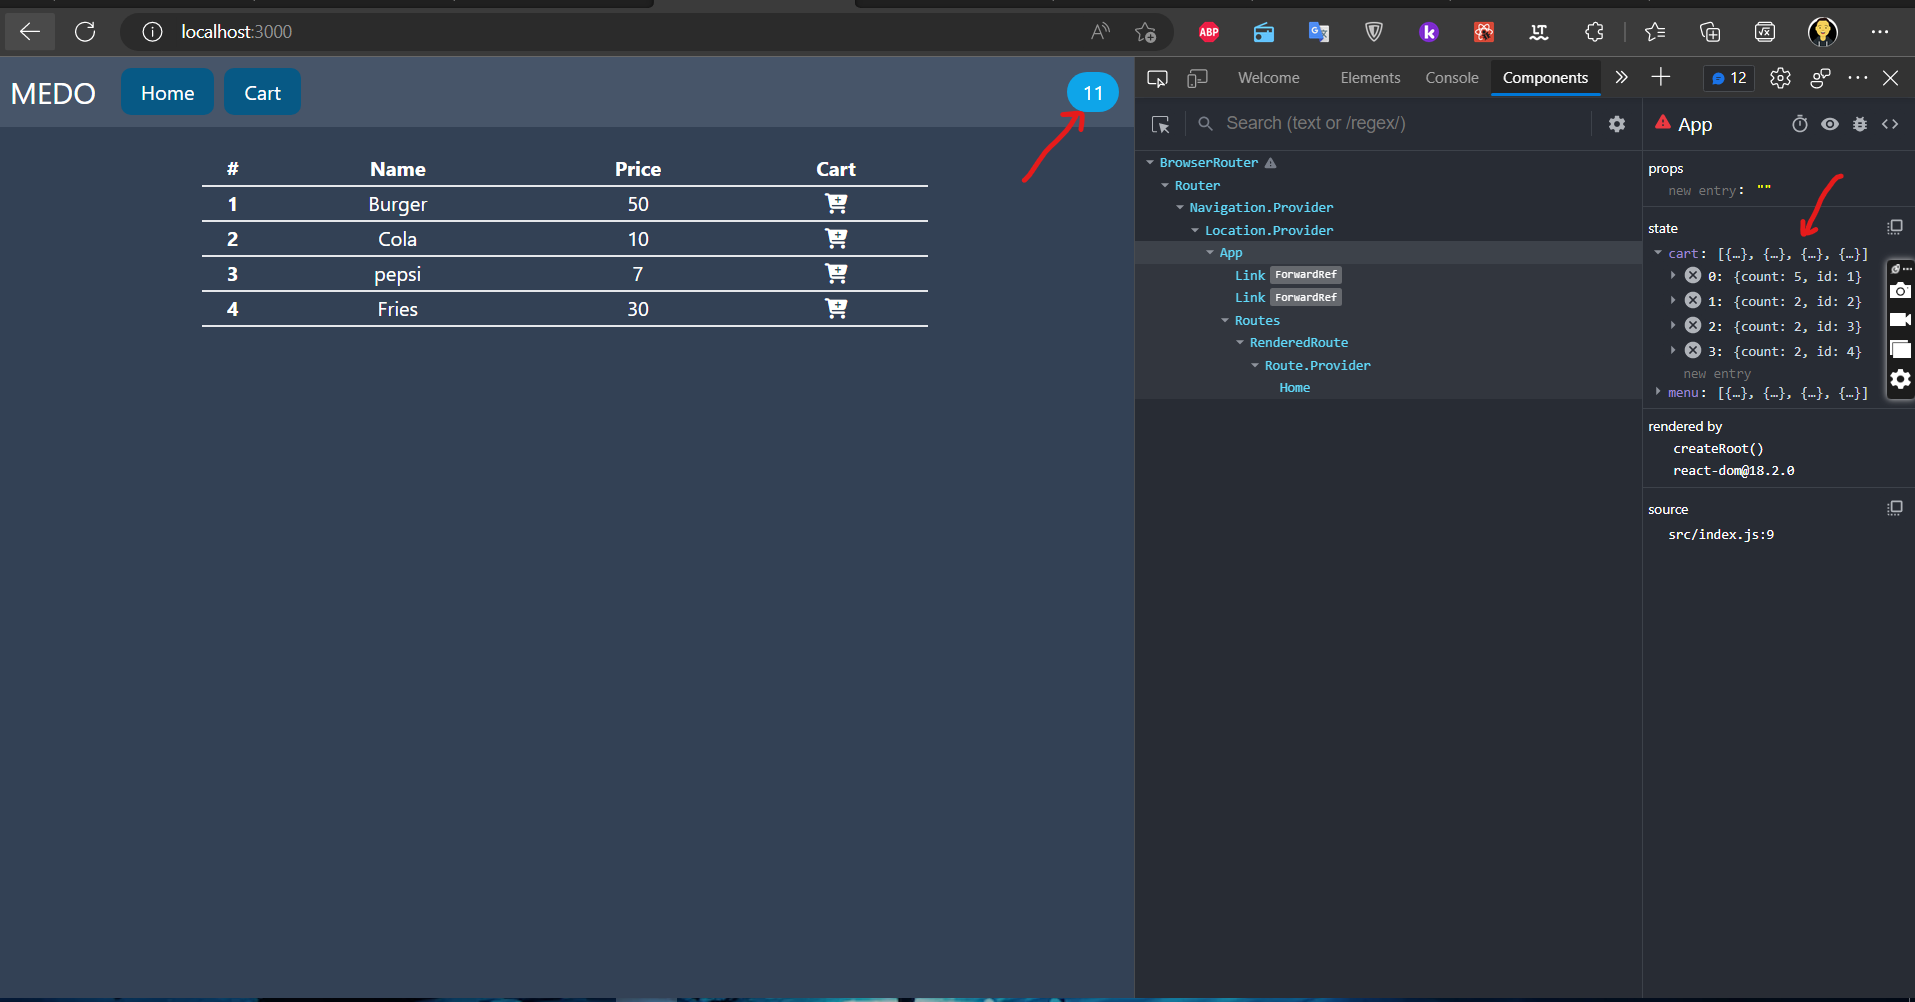 localhost:3000
ABP
MEDO Home Cart 11
# Name Price Cart
1 Burger 50
2 Cola 10
3 pepsi 7
4 Fries 30
Welcome Elements Console Components 12
Search (text or /regex/)
BrowserRouter
Router
Navigation.Provider
Location.Provider
App
Link ForwardRef
Link ForwardRef
Routes
RenderedRoute
Route.Provider
Home
App
props
new entry: ""
state
cart: [{…}, {…}, {…}, {…}]
0: {count: 5, id: 1}
1: {count: 2, id: 2}
2: {count: 2, id: 3}
3: {count: 2, id: 4}
new entry
menu: [{…}, {…}, {…}, {…}]
rendered by
createRoot()
react-dom@18.2.0
source
src/index.js:9